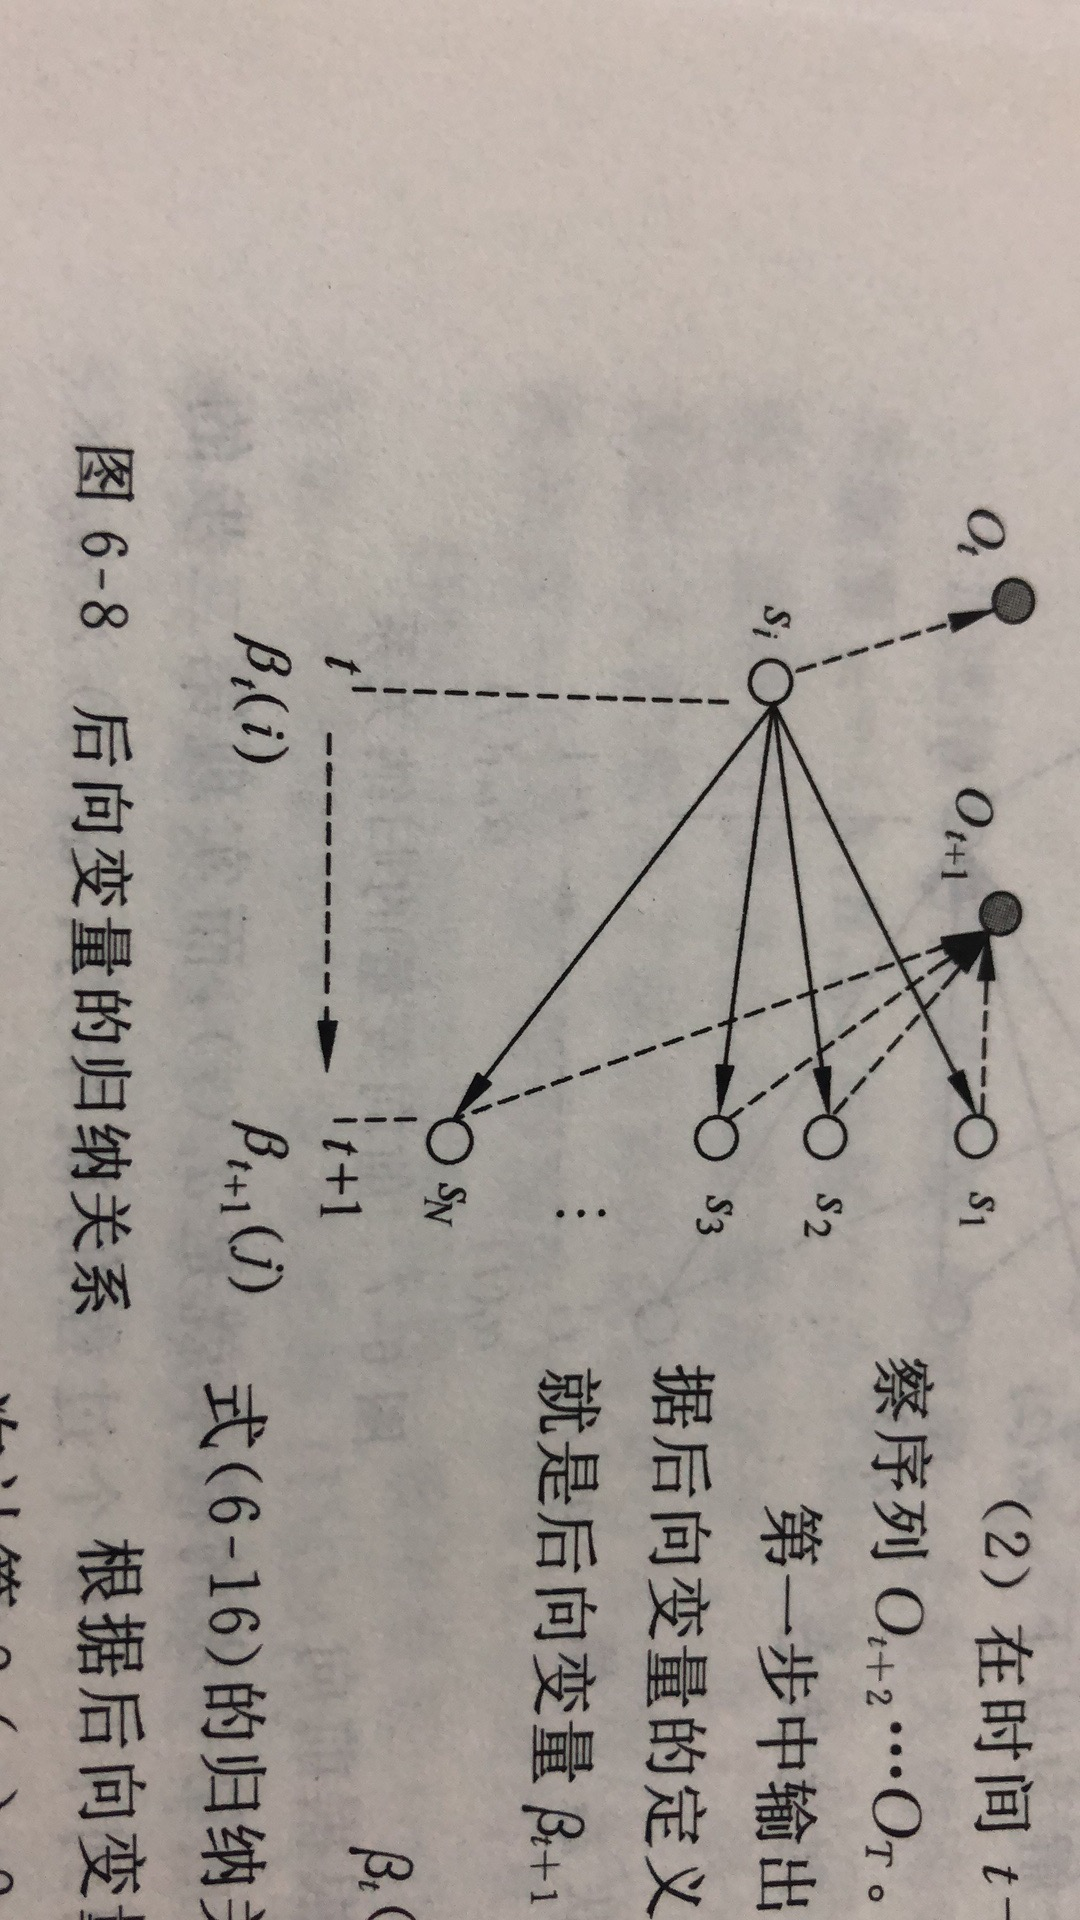 O_t
O_{t+1}
s_i
s_1
s_2
s_3
⋮
s_N
t
t+1
β_t(i)
β_{t+1}(j)
图 6-8 后向变量的归纳关系
(2) 在时间 t
察序列 O_{t+2}…O_T。
第一步中输出
据后向变量的定义
就是后向变量 β_{t+1}
β_t(
式(6-16)的归纳关
根据后向变